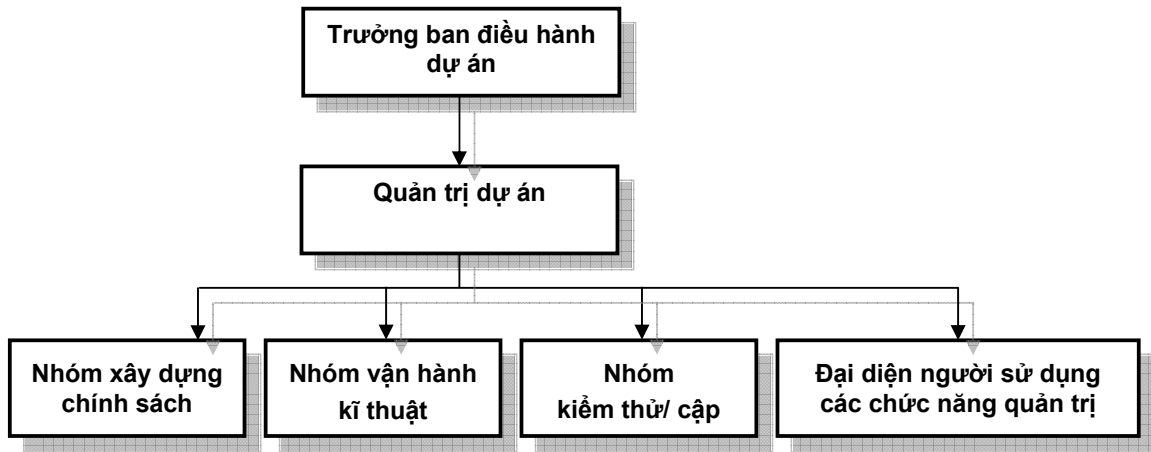 Trưởng ban điều hành
dự án
Quản trị dự án
Nhóm xây dựng
chính sách
Nhóm vận hành
kĩ thuật
Nhóm
kiểm thử/ cập
Đại diện người sử dụng
các chức năng quản trị